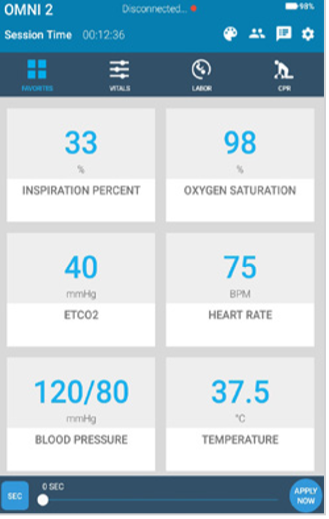 OMNI 2 Disconnected... 98%
Session Time 00:12:36
FAVORITES VITALS LABOR CPR
33 98
% %
INSPIRATION PERCENT OXYGEN SATURATION
40 75
mmHg BPM
ETCO2 HEART RATE
120/80 37.5
mmHg °C
BLOOD PRESSURE TEMPERATURE
0 SEC
SEC APPLY
NOW